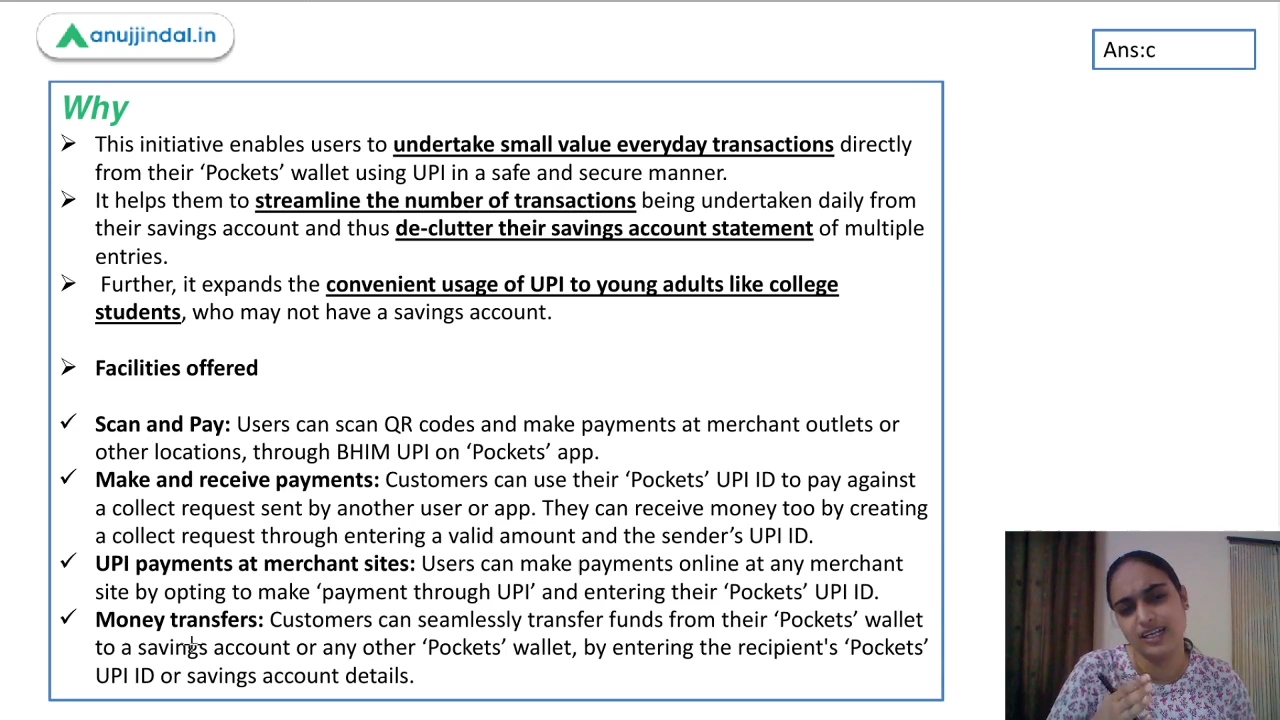 anujjindal.in
Ans:c
Why
This initiative enables users to undertake small value everyday transactions directly
from their ‘Pockets’ wallet using UPI in a safe and secure manner.
It helps them to streamline the number of transactions being undertaken daily from
their savings account and thus de-clutter their savings account statement of multiple
entries.
Further, it expands the convenient usage of UPI to young adults like college
students, who may not have a savings account.
Facilities offered
Scan and Pay: Users can scan QR codes and make payments at merchant outlets or
other locations, through BHIM UPI on ‘Pockets’ app.
Make and receive payments: Customers can use their ‘Pockets’ UPI ID to pay against
a collect request sent by another user or app. They can receive money too by creating
a collect request through entering a valid amount and the sender’s UPI ID.
UPI payments at merchant sites: Users can make payments online at any merchant
site by opting to make ‘payment through UPI’ and entering their ‘Pockets’ UPI ID.
Money transfers: Customers can seamlessly transfer funds from their ‘Pockets’ wallet
to a savings account or any other ‘Pockets’ wallet, by entering the recipient's ‘Pockets’
UPI ID or savings account details.